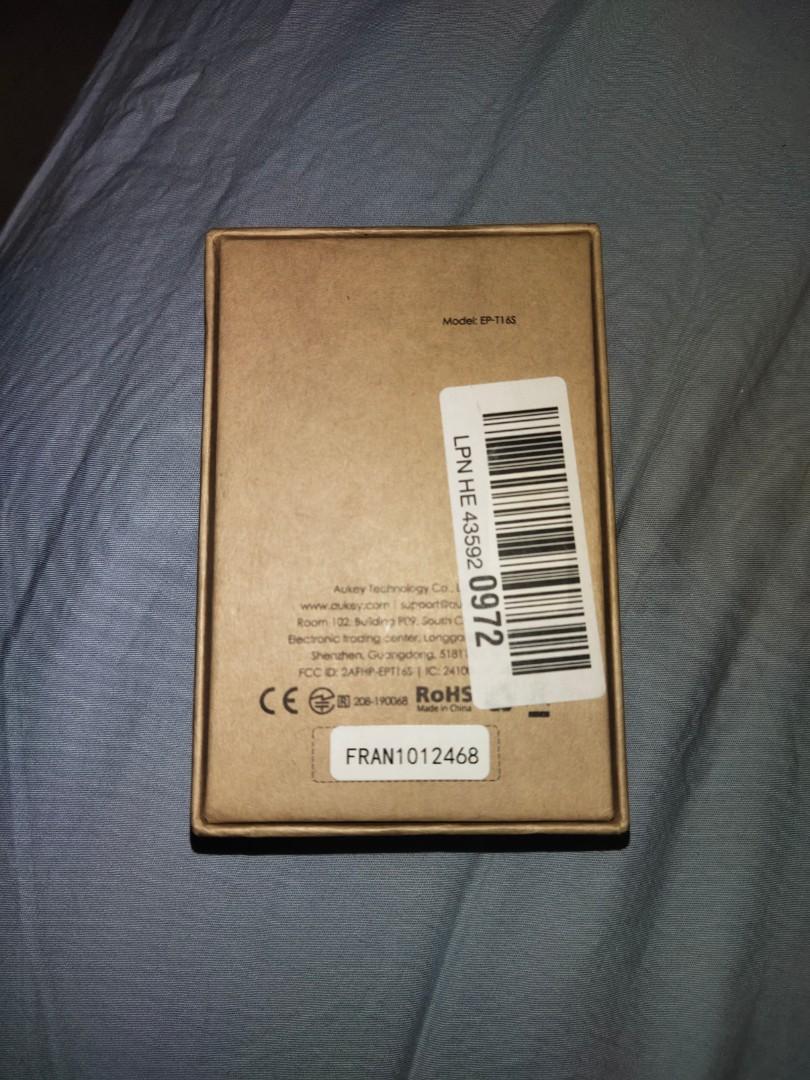 Model: EP-T16S
LPN HE 43592 0972
Aukey Technology Co., L
www.aukey.com | support@au
Room 102, Building P09, South C
Electronic trading center, Longga
Shenzhen, Guangdong, 5181
FCC ID: 2AFHP-EPT16S | IC: 2410
CE R 208-190068 RoHS
Made in China
FRAN1012468